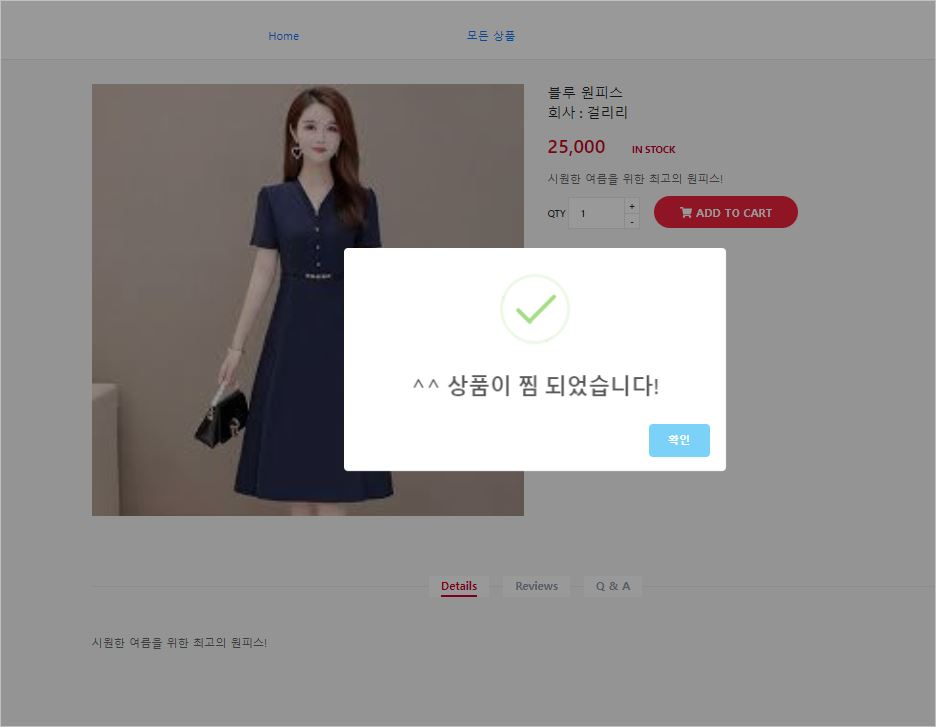 Home
모든 상품
블루 원피스
회사 : 걸리리
25,000 IN STOCK
시원한 여름을 위한 최고의 원피스!
QTY 1 + -
ADD TO CART
^^ 상품이 찜 되었습니다!
확인
Details
Reviews
Q & A
시원한 여름을 위한 최고의 원피스!